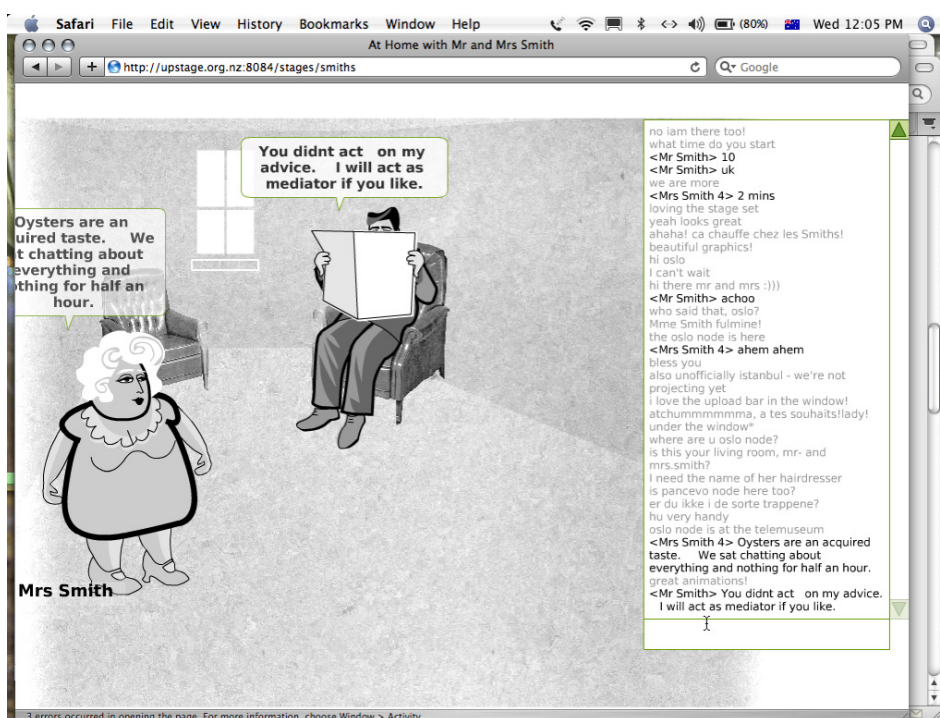 Safari File Edit View History Bookmarks Window Help (80%) Wed 12:05 PM
At Home with Mr and Mrs Smith
http://upstage.org.nz:8084/stages/smiths
Google
You didnt act on my
advice. I will act as
mediator if you like.
Oysters are an
uired taste. We
t chatting about
everything and
othing for half an
hour.
Mrs Smith
no iam there too!
what time do you start
<Mr Smith> 10
<Mr Smith> uk
we are more
<Mrs Smith 4> 2 mins
loving the stage set
yeah looks great
ahaha! ca chauffe chez les Smiths!
beautiful graphics!
hi oslo
I can't wait
hi there mr and mrs :)))
<Mr Smith> achoo
who said that, oslo?
Mme Smith fulmine!
the oslo node is here
<Mrs Smith 4> ahem ahem
bless you
also unofficially istanbul - we're not
projecting yet
i love the upload bar in the window!
atchummmmmma, a tes souhaits!lady!
under the window*
where are u oslo node?
is this your living room, mr- and
mrs.smith?
I need the name of her hairdresser
is pancevo node here too?
er du ikke i de sorte trappene?
hu very handy
oslo node is at the telemuseum
<Mrs Smith 4> Oysters are an acquired
taste. We sat chatting about
everything and nothing for half an hour.
great animations!
<Mr Smith> You didnt act on my advice.
I will act as mediator if you like.
3 errors occurred in opening the page. For more information, choose Window > Activity